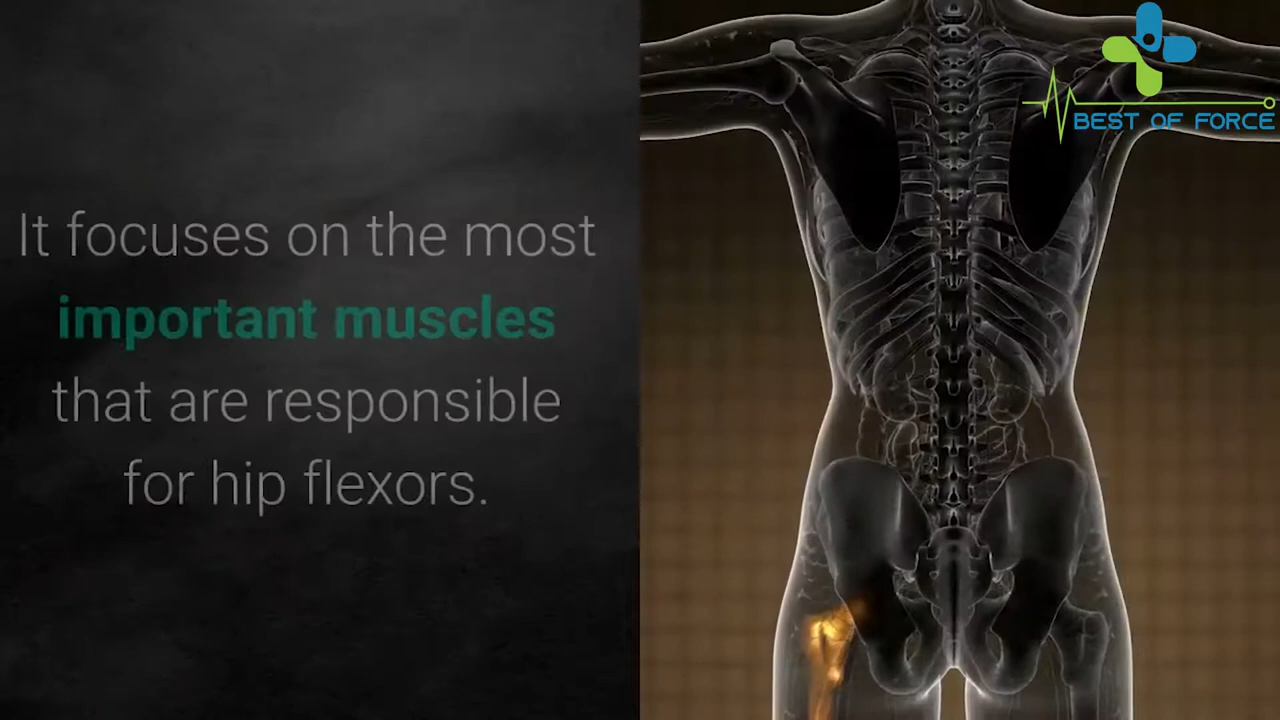 It focuses on the most
important muscles
that are responsible
for hip flexors.
BEST OF FORCE